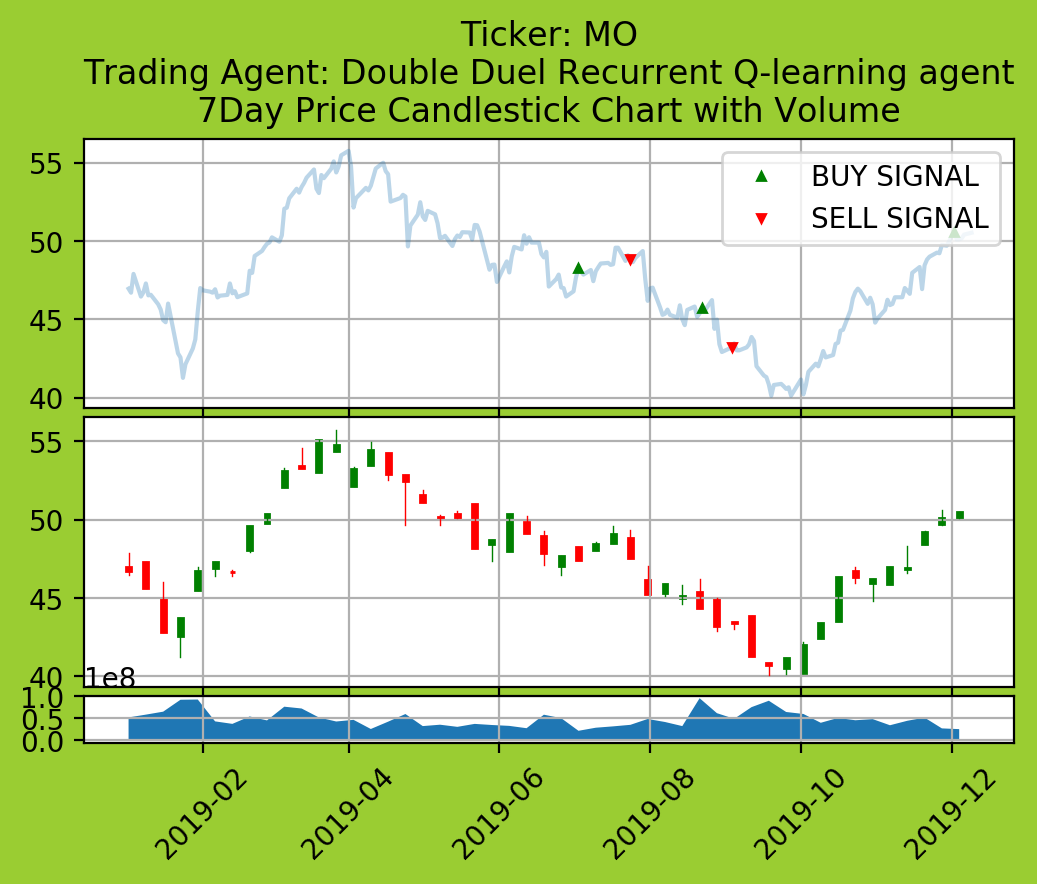 Ticker: MO
Trading Agent: Double Duel Recurrent Q-learning agent
7Day Price Candlestick Chart with Volume
55
50
45
40
BUY SIGNAL
SELL SIGNAL
55
50
45
40
1e8
1.0
0.5
0.0
2019-02
2019-04
2019-06
2019-08
2019-10
2019-12